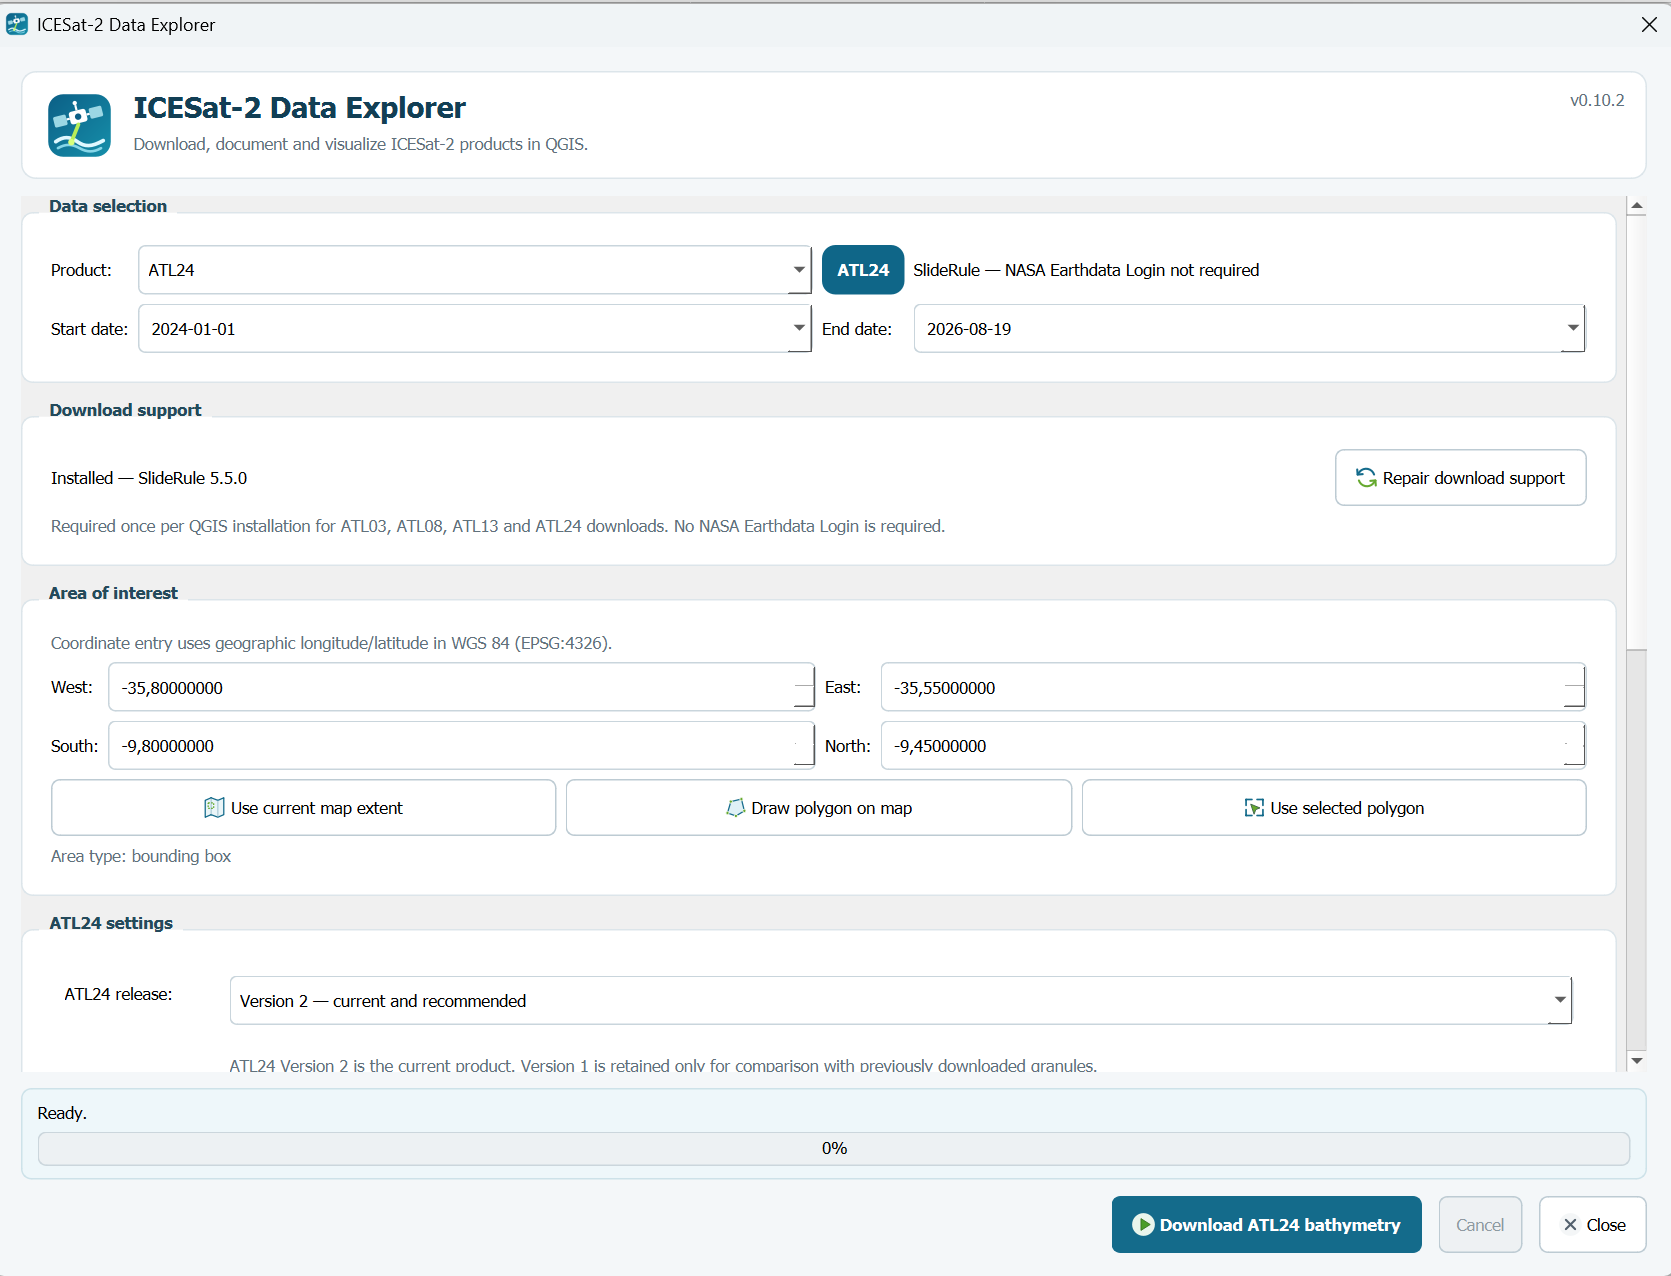 ICESat-2 Data Explorer
ICESat-2 Data Explorer
v0.10.2
Download, document and visualize ICESat-2 products in QGIS.
Data selection
Product: ATL24 ATL24 SlideRule — NASA Earthdata Login not required
Start date: 2024-01-01 End date: 2026-08-19
Download support
Installed — SlideRule 5.5.0 Repair download support
Required once per QGIS installation for ATL03, ATL08, ATL13 and ATL24 downloads. No NASA Earthdata Login is required.
Area of interest
Coordinate entry uses geographic longitude/latitude in WGS 84 (EPSG:4326).
West: -35,80000000 East: -35,55000000
South: -9,80000000 North: -9,45000000
Use current map extent Draw polygon on map Use selected polygon
Area type: bounding box
ATL24 settings
ATL24 release: Version 2 — current and recommended
ATL24 Version 2 is the current product. Version 1 is retained only for comparison with previously downloaded granules.
Ready.
0%
Download ATL24 bathymetry Cancel Close